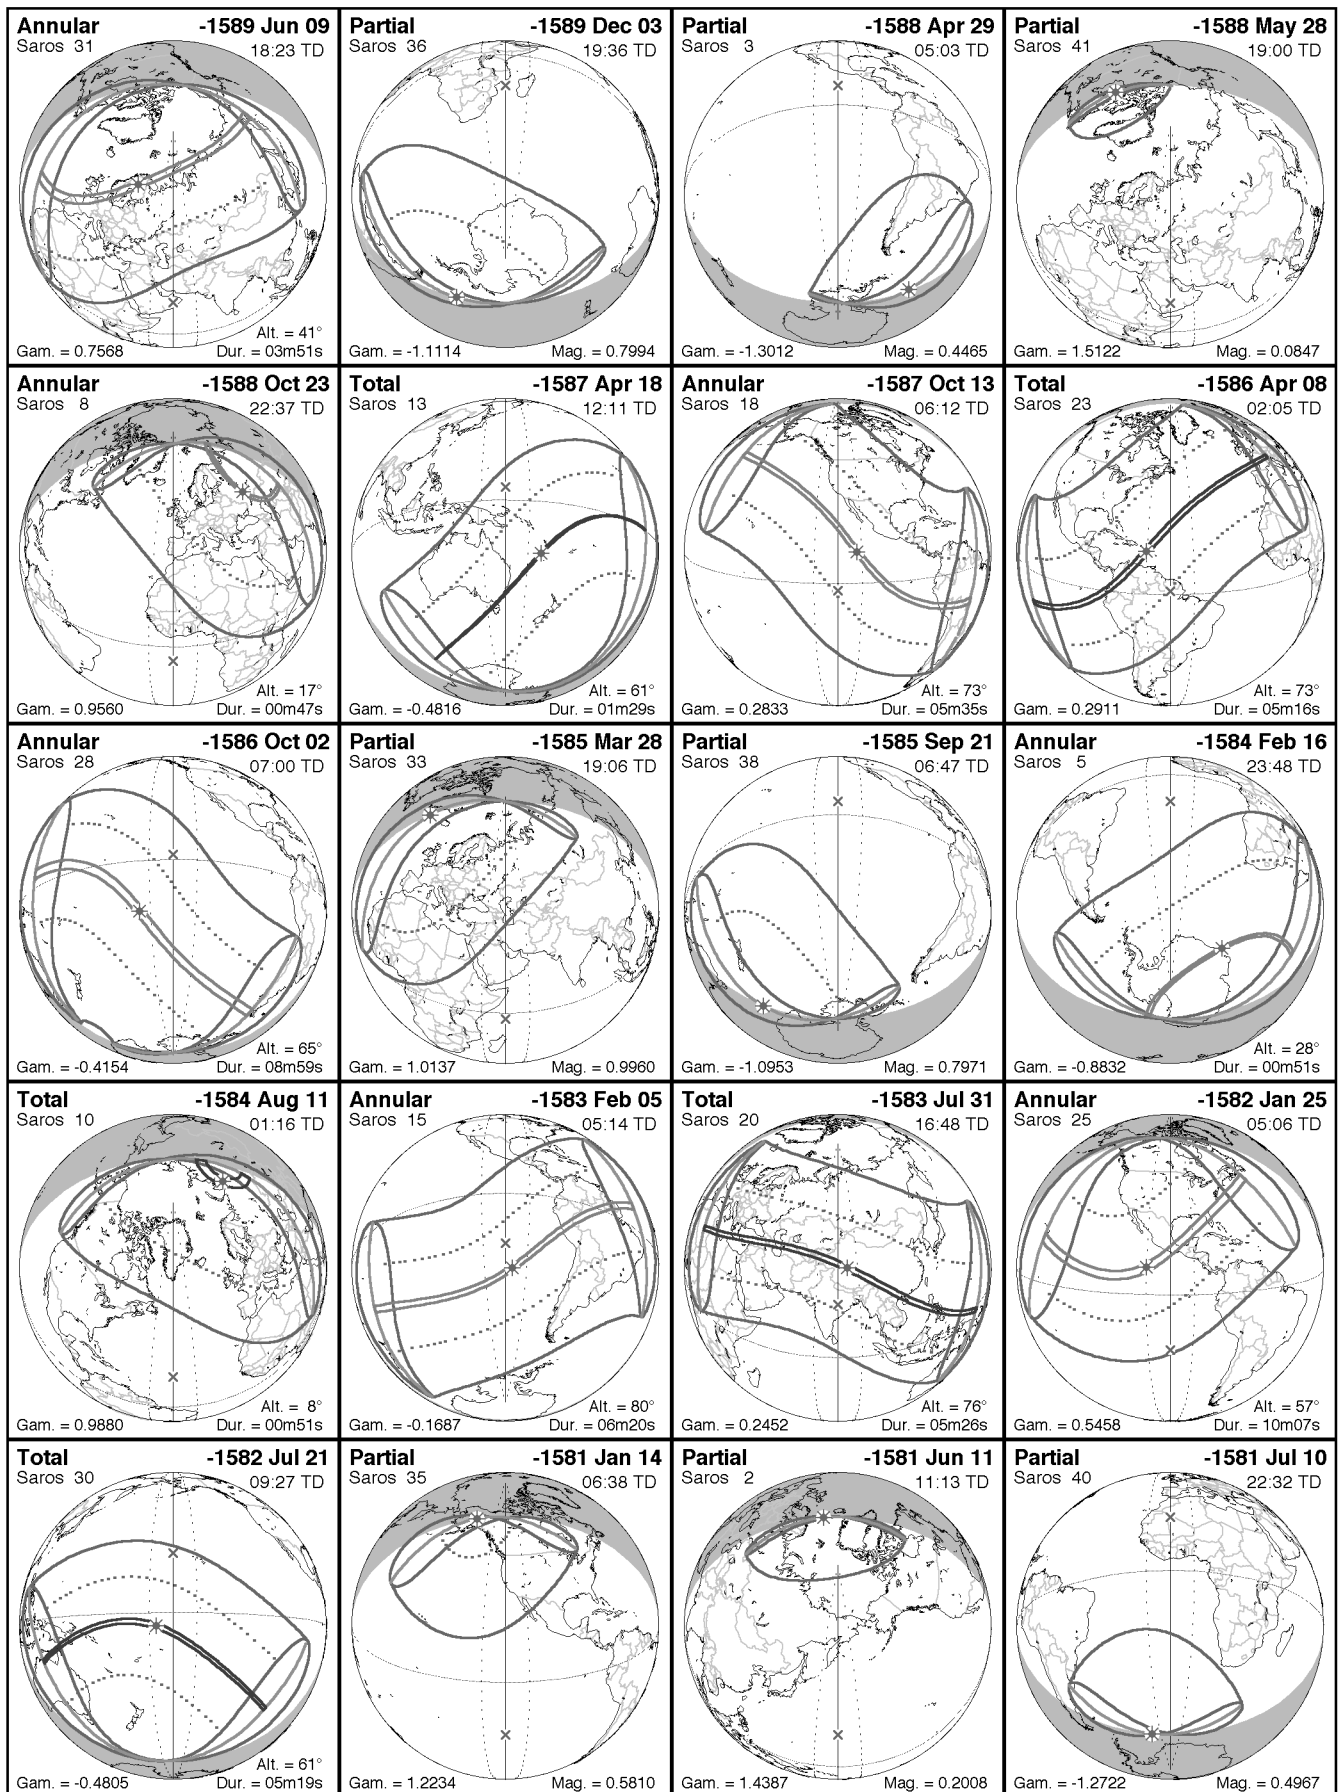 Annular -1589 Jun 09
Saros 31 18:23 TD
Alt. = 41°
Gam. = 0.7568 Dur. = 03m51s
Partial -1589 Dec 03
Saros 36 19:36 TD
Gam. = -1.1114 Mag. = 0.7994
Partial -1588 Apr 29
Saros 3 05:03 TD
Gam. = -1.3012 Mag. = 0.4465
Partial -1588 May 28
Saros 41 19:00 TD
Gam. = 1.5122 Mag. = 0.0847
Annular -1588 Oct 23
Saros 8 22:37 TD
Alt. = 17°
Gam. = 0.9560 Dur. = 00m47s
Total -1587 Apr 18
Saros 13 12:11 TD
Alt. = 61°
Gam. = -0.4816 Dur. = 01m29s
Annular -1587 Oct 13
Saros 18 06:12 TD
Alt. = 73°
Gam. = 0.2833 Dur. = 05m35s
Total -1586 Apr 08
Saros 23 02:05 TD
Alt. = 73°
Gam. = 0.2911 Dur. = 05m16s
Annular -1586 Oct 02
Saros 28 07:00 TD
Alt. = 65°
Gam. = -0.4154 Dur. = 08m59s
Partial -1585 Mar 28
Saros 33 19:06 TD
Gam. = 1.0137 Mag. = 0.9960
Partial -1585 Sep 21
Saros 38 06:47 TD
Gam. = -1.0953 Mag. = 0.7971
Annular -1584 Feb 16
Saros 5 23:48 TD
Alt. = 28°
Gam. = -0.8832 Dur. = 00m51s
Total -1584 Aug 11
Saros 10 01:16 TD
Alt. = 8°
Gam. = 0.9880 Dur. = 00m51s
Annular -1583 Feb 05
Saros 15 05:14 TD
Alt. = 80°
Gam. = -0.1687 Dur. = 06m20s
Total -1583 Jul 31
Saros 20 16:48 TD
Alt. = 76°
Gam. = 0.2452 Dur. = 05m26s
Annular -1582 Jan 25
Saros 25 05:06 TD
Alt. = 57°
Gam. = 0.5458 Dur. = 10m07s
Total -1582 Jul 21
Saros 30 09:27 TD
Alt. = 61°
Gam. = -0.4805 Dur. = 05m19s
Partial -1581 Jan 14
Saros 35 06:38 TD
Gam. = 1.2234 Mag. = 0.5810
Partial -1581 Jun 11
Saros 2 11:13 TD
Gam. = 1.4387 Mag. = 0.2008
Partial -1581 Jul 10
Saros 40 22:32 TD
Gam. = -1.2722 Mag. = 0.4967